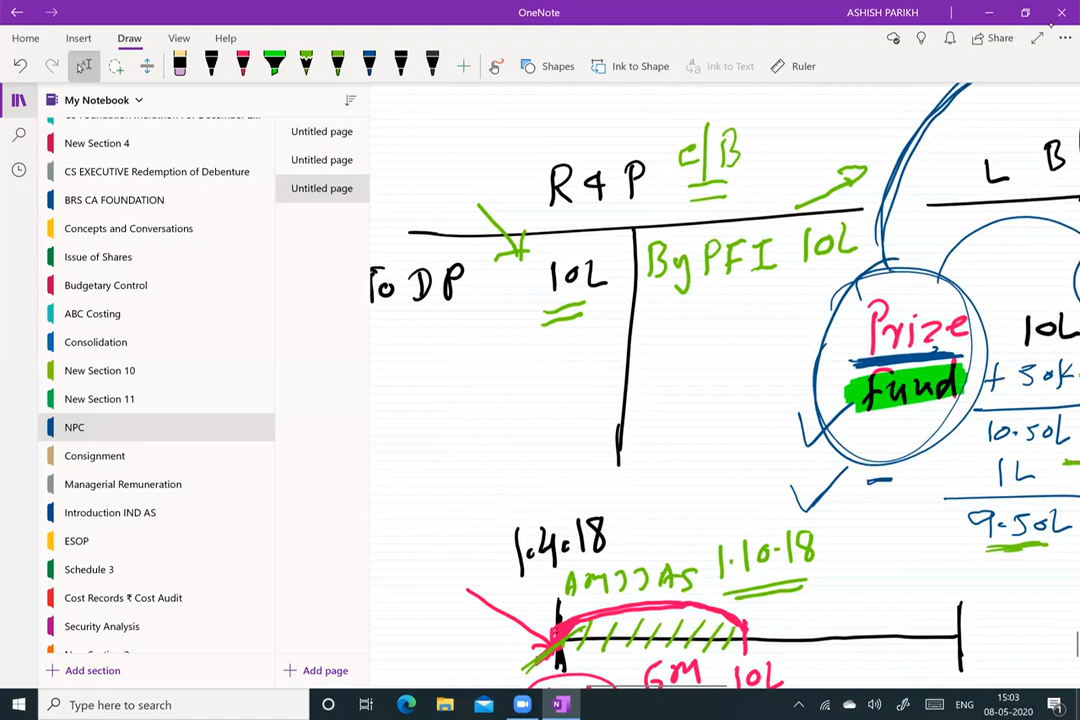 OneNote
ASHISH PARIKH
Home Insert Draw View Help
Share
Shapes
Ink to Shape
Ink to Text
Ruler
My Notebook
New Section 4
CS EXECUTIVE Redemption of Debenture
BRS CA FOUNDATION
Concepts and Conversations
Issue of Shares
Budgetary Control
ABC Costing
Consolidation
New Section 10
New Section 11
NPC
Consignment
Managerial Remuneration
Introduction IND AS
ESOP
Schedule 3
Cost Records ₹ Cost Audit
Security Analysis
Add section
Untitled page
Untitled page
Untitled page
Add page
R & P C/B
To DP 10L
By PFI 10L
L B
Prize
Fund
10L
+ 50K
10.50L
1L
9.50L
1.4.18
AMJJAS 1.10.18
6M 10L
Type here to search
ENG
15:03
08-05-2020
1